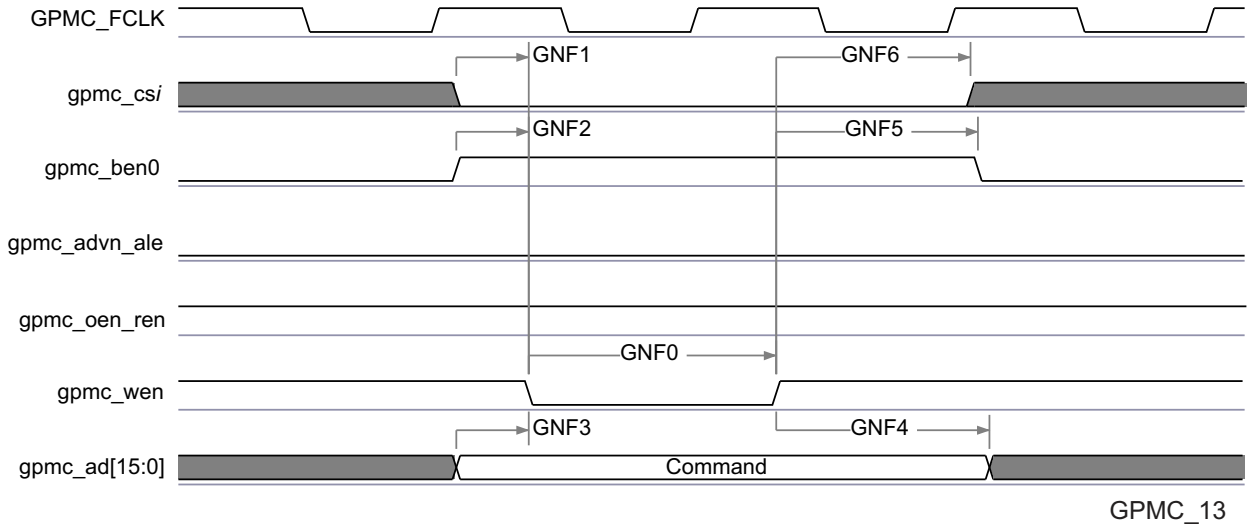 GPMC_FCLK
GNF1
GNF6
gpmc_csi
GNF2
GNF5
gpmc_ben0
gpmc_advn_ale
gpmc_oen_ren
GNF0
gpmc_wen
GNF3
GNF4
gpmc_ad[15:0]
Command
GPMC_13